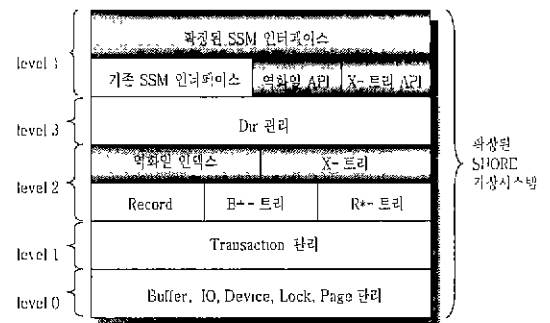 확장된 SSM 인터페이스
level 4
기존 SSM 인터페이스 역화일 API X- 트리 API
level 3
Dir 관리
확장된
SHORE
저장시스템
역화일 인덱스 X- 트리
level 2
Record B+- 트리 R*- 트리
level 1
Transaction 관리
level 0
Buffer, IO, Device, Lock, Page 관리